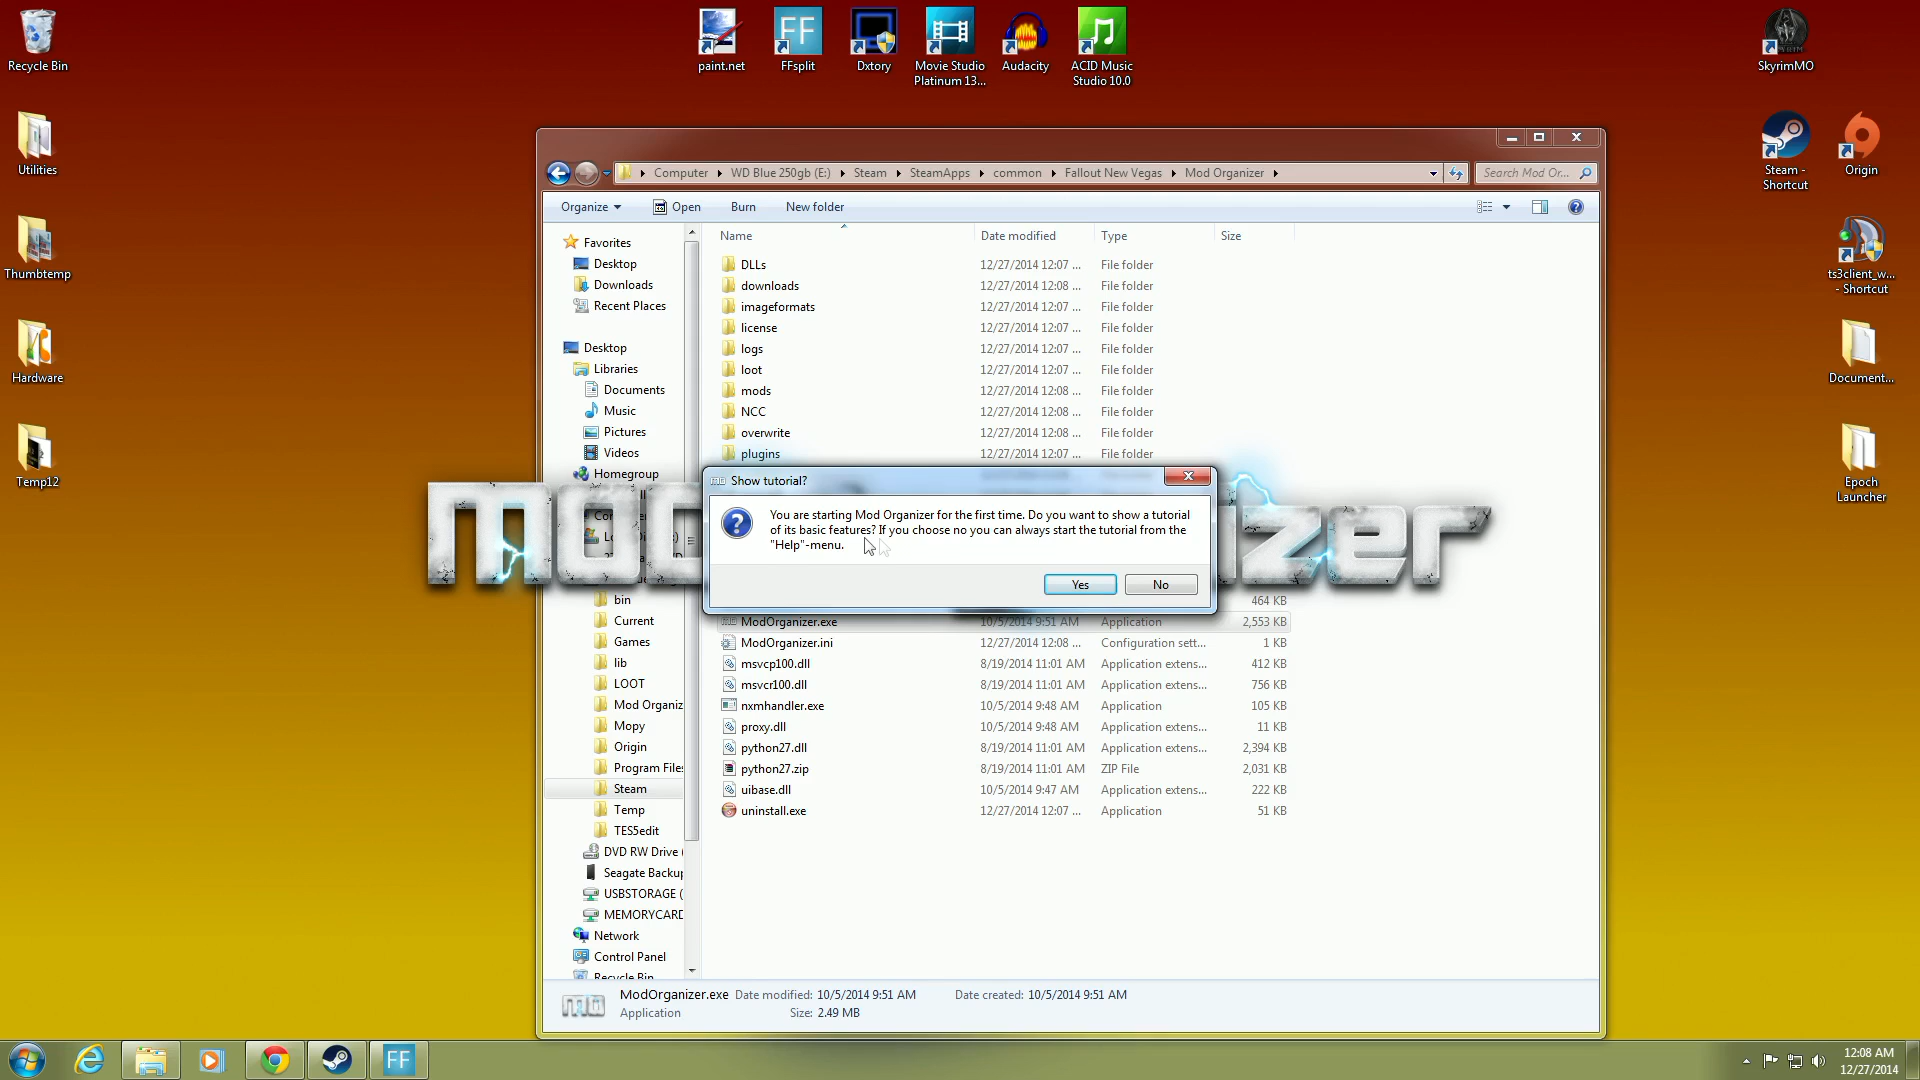 Recycle Bin
Utilities
Thumbtemp
Hardware
Temp12
paint.net
FFsplit
Dxtory
Movie Studio
Platinum 13...
Audacity
ACID Music
Studio 10.0
SkyrimMO
Steam -
Shortcut
Origin
ts3client_w...
- Shortcut
Document...
Epoch
Launcher
Computer
WD Blue 250gb (E:)
Steam
SteamApps
common
Fallout New Vegas
Mod Organizer
Search Mod Or...
Organize
Open
Burn
New folder
Favorites
Desktop
Downloads
Recent Places
Desktop
Libraries
Documents
Music
Pictures
Videos
Homegroup
bin
Current
Games
lib
LOOT
Mod Organiz
Mopy
Origin
Program Files
Steam
Temp
TES5edit
DVD RW Drive (
Seagate Backup
USBSTORAGE (
MEMORYCARD
Network
Control Panel
Recycle Bin
Name Date modified Type Size
DLLs 12/27/2014 12:07 ... File folder
downloads 12/27/2014 12:08 ... File folder
imageformats 12/27/2014 12:07 ... File folder
license 12/27/2014 12:07 ... File folder
logs 12/27/2014 12:07 ... File folder
loot 12/27/2014 12:07 ... File folder
mods 12/27/2014 12:08 ... File folder
NCC 12/27/2014 12:08 ... File folder
overwrite 12/27/2014 12:08 ... File folder
plugins 12/27/2014 12:07 ... File folder
Show tutorial?
You are starting Mod Organizer for the first time. Do you want to show a tutorial
of its basic features? If you choose no you can always start the tutorial from the
"Help"-menu.
Yes
No
464 KB
ModOrganizer.exe 10/5/2014 9:51 AM Application 2,553 KB
ModOrganizer.ini 12/27/2014 12:08 ... Configuration sett... 1 KB
msvcp100.dll 8/19/2014 11:01 AM Application extens... 412 KB
msvcr100.dll 8/19/2014 11:01 AM Application extens... 756 KB
nxmhandler.exe 10/5/2014 9:48 AM Application 105 KB
proxy.dll 10/5/2014 9:48 AM Application extens... 11 KB
python27.dll 8/19/2014 11:01 AM Application extens... 2,394 KB
python27.zip 8/19/2014 11:01 AM ZIP File 2,031 KB
uibase.dll 10/5/2014 9:47 AM Application extens... 222 KB
uninstall.exe 12/27/2014 12:07 ... Application 51 KB
ModOrganizer.exe Date modified: 10/5/2014 9:51 AM Date created: 10/5/2014 9:51 AM
Application Size: 2.49 MB
12:08 AM
12/27/2014